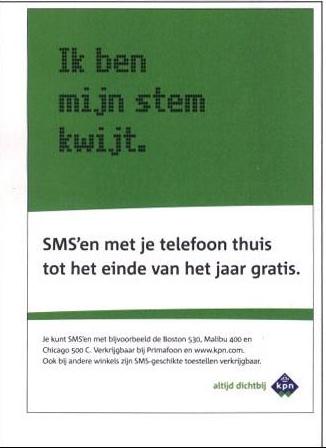 Ik ben
mijn stem
kwijt.
SMS'en met je telefoon thuis
tot het einde van het jaar gratis.
Je kunt SMS'en met bijvoorbeeld de Boston 530, Malibu 400 en
Chicago 500 C. Verkrijgbaar bij Primafoon en www.kpn.com.
Ook bij andere winkels zijn SMS-geschikte toestellen verkrijgbaar.
altijd dichtbij kpn